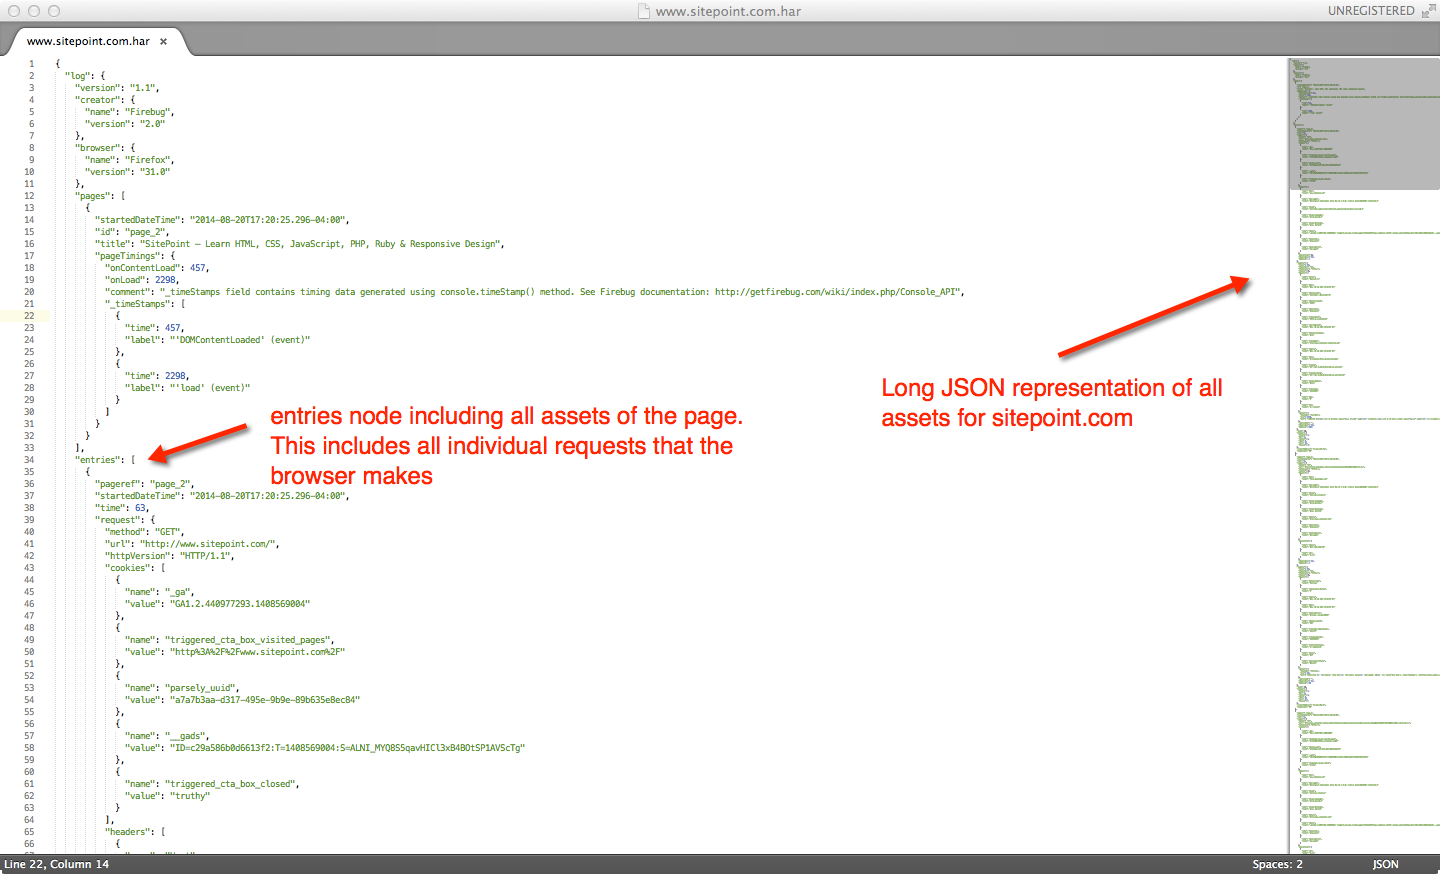 www.sitepoint.com.har
UNREGISTERED
www.sitepoint.com.har ×
1 {
2 "log": {
3 "version": "1.1",
4 "creator": {
5 "name": "Firebug",
6 "version": "2.0"
7 },
8 "browser": {
9 "name": "Firefox",
10 "version": "31.0"
11 },
12 "pages": [
13 {
14 "startedDateTime": "2014-08-20T17:20:25.296-04:00",
15 "id": "page_2",
16 "title": "SitePoint – Learn HTML, CSS, JavaScript, PHP, Ruby & Responsive Design",
17 "pageTimings": {
18 "onContentLoad": 457,
19 "onLoad": 2298,
20 "comment": "_timeStamps field contains timing data generated using console.timeStamp() method. See Firebug documentation: http://getfirebug.com/wiki/index.php/Console_API",
21 "_timeStamps": [
22 {
23 "time": 457,
24 "label": "'DOMContentLoaded' (event)"
25 },
26 {
27 "time": 2298,
28 "label": "'load' (event)"
29 }
30 ]
31 }
32 }
33 ],
34 "entries": [
35 {
36 "pageref": "page_2",
37 "startedDateTime": "2014-08-20T17:20:25.296-04:00",
38 "time": 63,
39 "request": {
40 "method": "GET",
41 "url": "http://www.sitepoint.com/",
42 "httpVersion": "HTTP/1.1",
43 "cookies": [
44 {
45 "name": "_ga",
46 "value": "GA1.2.440977293.1408569004"
47 },
48 {
49 "name": "triggered_cta_box_visited_pages",
50 "value": "http%3A%2F%2Fwww.sitepoint.com%2F"
51 },
52 {
53 "name": "parsely_uuid",
54 "value": "a7a7b3aa-d317-495e-9b9e-89b635e8ec84"
55 },
56 {
57 "name": "__gads",
58 "value": "ID=c29a586b0d6613f2:T=1408569004:S=ALNI_MYQ8S5qavHICl3xB4BOtSP1AVScTg"
59 },
60 {
61 "name": "triggered_cta_box_closed",
62 "value": "truthy"
63 }
64 ],
65 "headers": [
66 {
entries node including all assets of the page.
This includes all individual requests that the
browser makes
Long JSON representation of all
assets for sitepoint.com
Line 22, Column 14
Spaces: 2
JSON